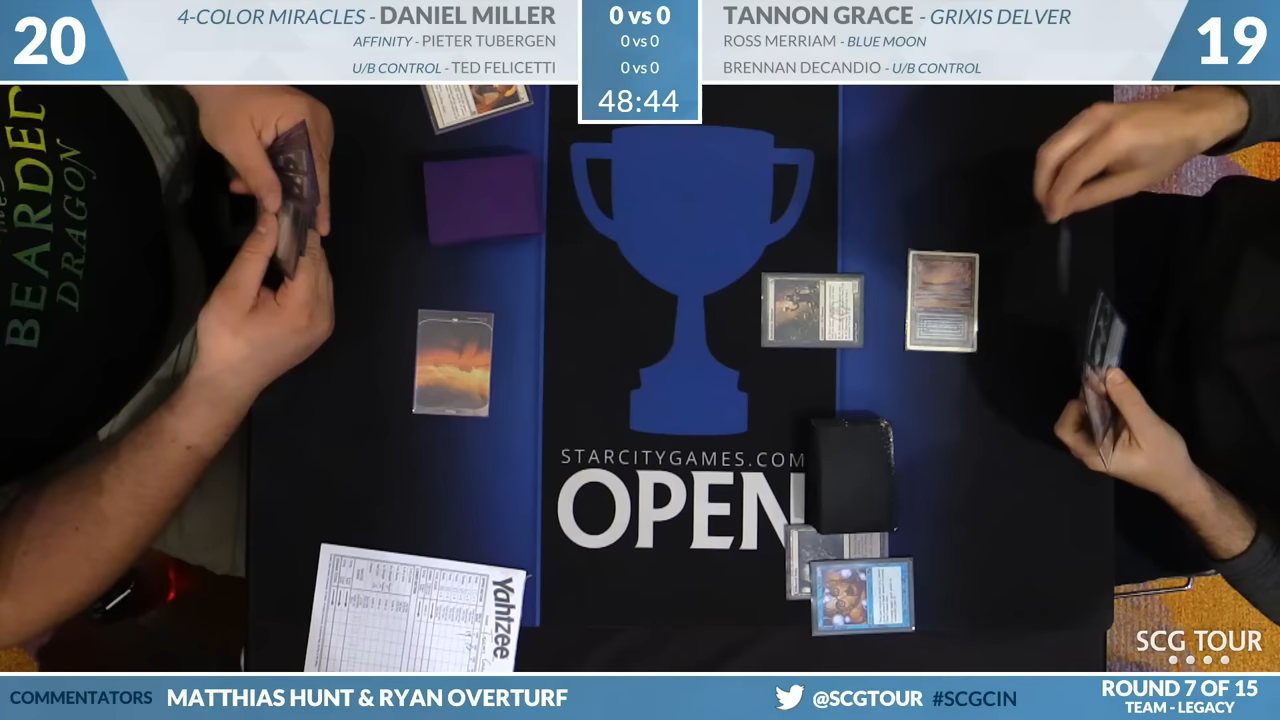 20
4-COLOR MIRACLES - DANIEL MILLER
AFFINITY - PIETER TUBERGEN
U/B CONTROL - TED FELICETTI
0 vs 0
0 vs 0
0 vs 0
48:44
TANNON GRACE - GRIXIS DELVER
ROSS MERRIAM - BLUE MOON
BRENNAN DECANDIO - U/B CONTROL
19
BEARDED
DRAGON
STARCITYGAMES.COM
OPEN
Yahtzee
SCG TOUR
COMMENTATORS MATTHIAS HUNT & RYAN OVERTURF
@SCGTOUR #SCGCIN
ROUND 7 OF 15
TEAM - LEGACY